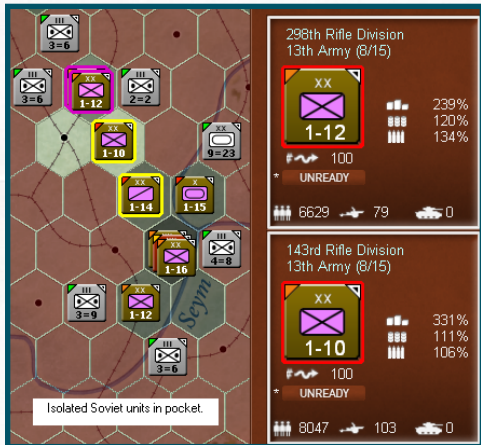 III
3=6
III
3=6
XX
1-12
III
2=2
XX
1-10
XX
9=23
XX
1-14
X
1-15
1-16
III
4=8
III
3=9
XX
1-12
Seym
III
3=6
Isolated Soviet units in pocket.
298th Rifle Division
13th Army (8/15)
XX
1-12
239%
120%
134%
100
* UNREADY
6629 79 0
143rd Rifle Division
13th Army (8/15)
XX
1-10
331%
111%
106%
100
* UNREADY
8047 103 0